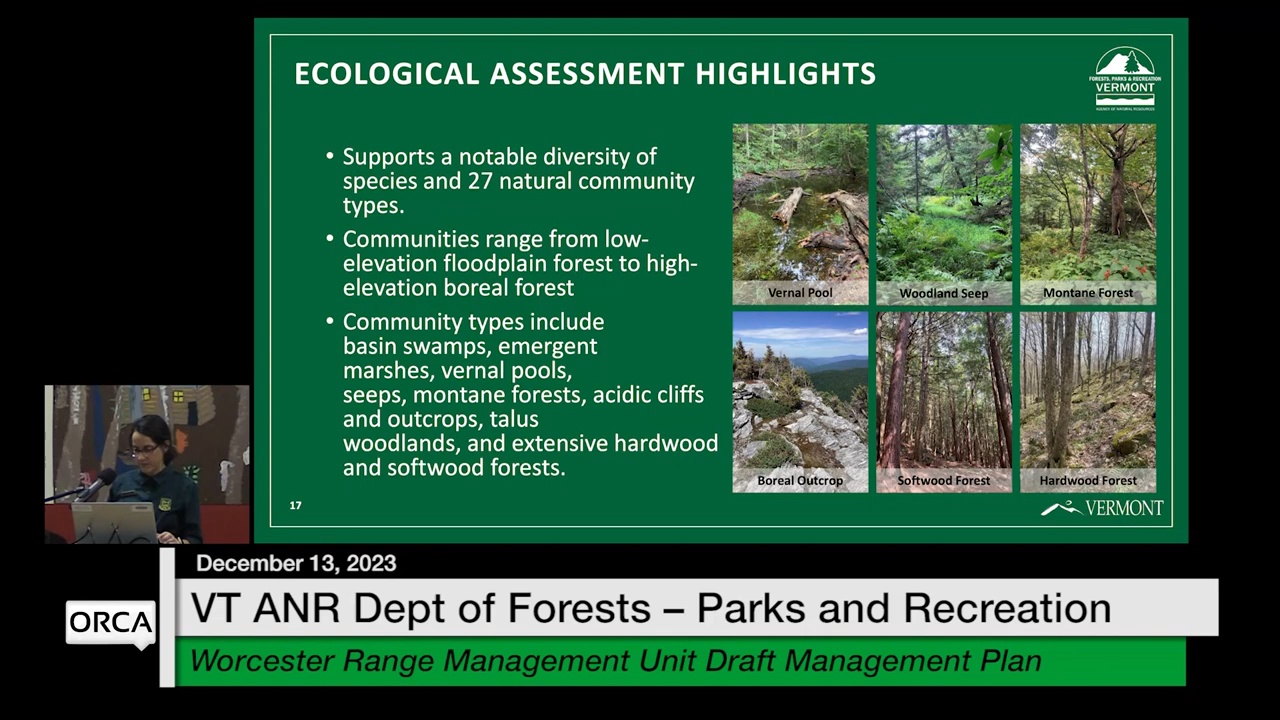 ECOLOGICAL ASSESSMENT HIGHLIGHTS
FORESTS, PARKS & RECREATION
VERMONT
AGENCY OF NATURAL RESOURCES
• Supports a notable diversity of
species and 27 natural community
types.
• Communities range from low-
elevation floodplain forest to high-
elevation boreal forest
• Community types include
basin swamps, emergent
marshes, vernal pools,
seeps, montane forests, acidic cliffs
and outcrops, talus
woodlands, and extensive hardwood
and softwood forests.
Vernal Pool
Woodland Seep
Montane Forest
Boreal Outcrop
Softwood Forest
Hardwood Forest
17
VERMONT
December 13, 2023
ORCA
VT ANR Dept of Forests – Parks and Recreation
Worcester Range Management Unit Draft Management Plan